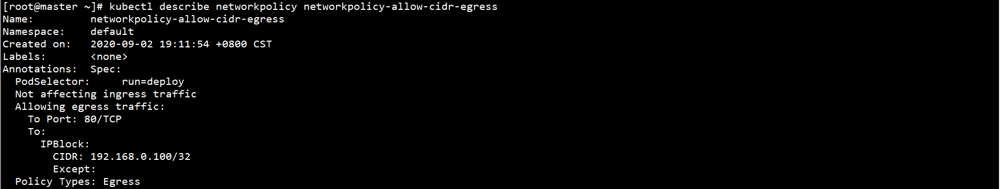 [root@master ~]# kubectl describe networkpolicy networkpolicy-allow-cidr-egress
Name:         networkpolicy-allow-cidr-egress
Namespace:    default
Created on:   2020-09-02 19:11:54 +0800 CST
Labels:       <none>
Annotations:  Spec:
  PodSelector:     run=deploy
  Not affecting ingress traffic
  Allowing egress traffic:
    To Port: 80/TCP
    To:
      IPBlock:
        CIDR: 192.168.0.100/32
        Except:
  Policy Types: Egress